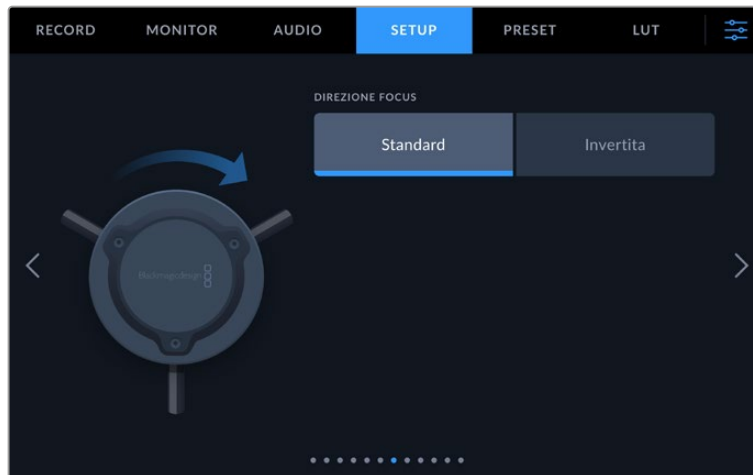 RECORD MONITOR AUDIO SETUP PRESET LUT
DIREZIONE FOCUS
Standard Invertita
Blackmagicdesign